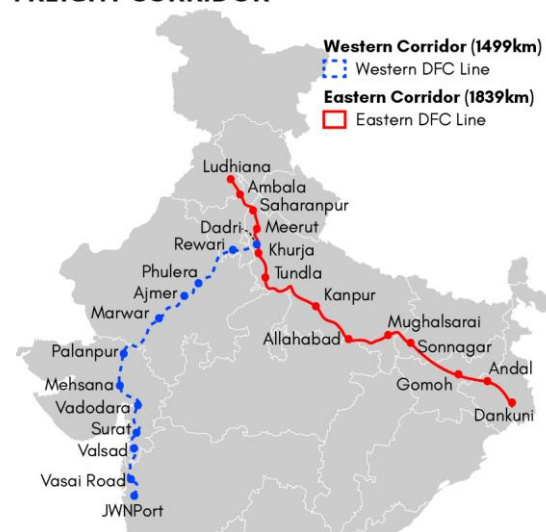 FREIGHT CORRIDOR
Western Corridor (1499km)
Western DFC Line
Eastern Corridor (1839km)
Eastern DFC Line
Ludhiana
Ambala
Saharanpur
Dadri
Meerut
Rewari
Khurja
Phulera
Tundla
Ajmer
Kanpur
Marwar
Mughalsarai
Allahabad
Sonnagar
Palanpur
Andal
Mehsana
Gomoh
Vadodara
Dankuni
Surat
Valsad
Vasai Road
JWNPort